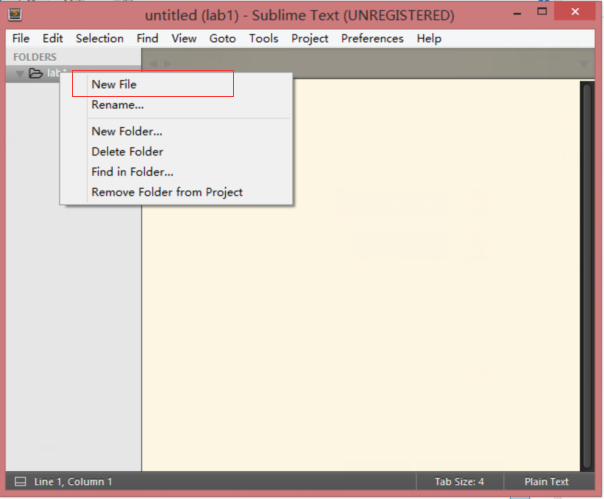 untitled (lab1) - Sublime Text (UNREGISTERED)
File Edit Selection Find View Goto Tools Project Preferences Help
FOLDERS
New File
Rename...
New Folder...
Delete Folder
Find in Folder...
Remove Folder from Project
Line 1, Column 1 Tab Size: 4 Plain Text